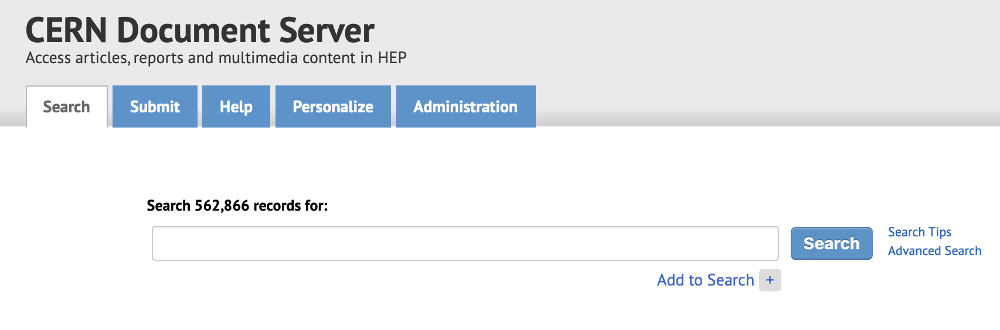 CERN Document Server
Access articles, reports and multimedia content in HEP
Search Submit Help Personalize Administration
Search 562,866 records for:
Search
Search Tips
Advanced Search
Add to Search +